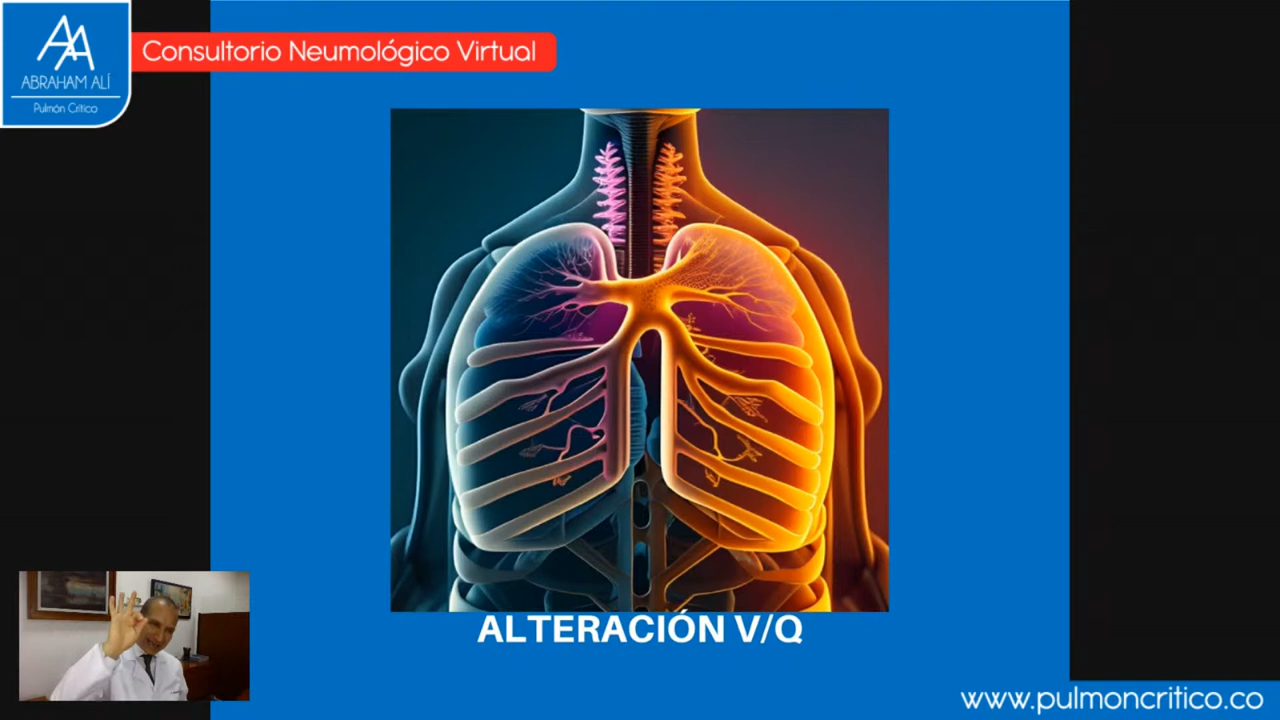 ABRAHAM ALÍ
Pulmón Crítico
Consultorio Neumológico Virtual
ALTERACIÓN V/Q
www.pulmoncritico.co